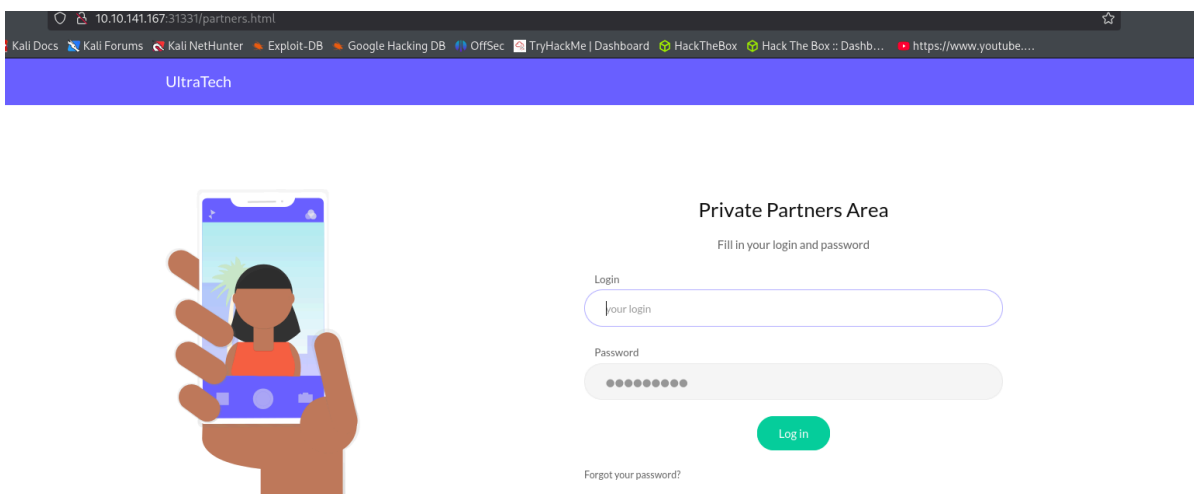 10.10.141.167:31331/partners.html
Kali Docs Kali Forums Kali NetHunter Exploit-DB Google Hacking DB OffSec TryHackMe | Dashboard HackTheBox Hack The Box :: Dashb... https://www.youtube....
UltraTech
Private Partners Area
Fill in your login and password
Login
your login
Password
Log in
Forgot your password?